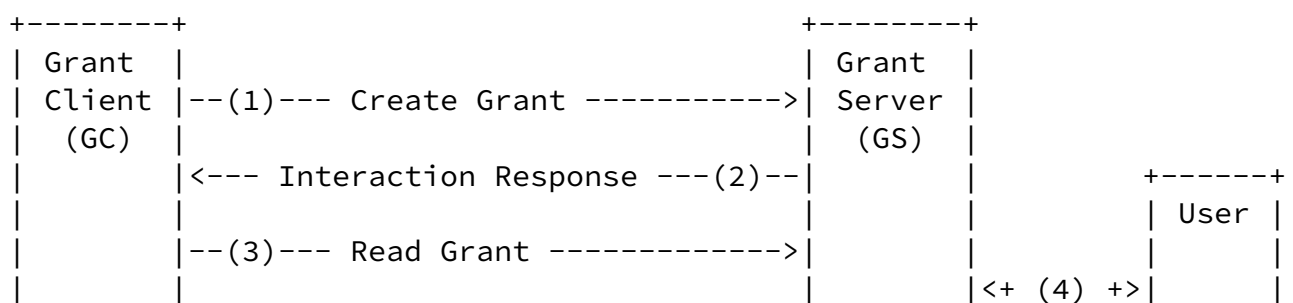 +--------+                               +--------+
| Grant  |                               | Grant  |
| Client |--(1)--- Create Grant ----------->| Server |
|  (GC)  |                               |  (GS)  |
|        |<--- Interaction Response ---(2)--|        |         +------+
|        |                               |        |         | User |
|        |--(3)--- Read Grant ------------->|        |         |      |
|        |                               |        |<+ (4) +>|      |